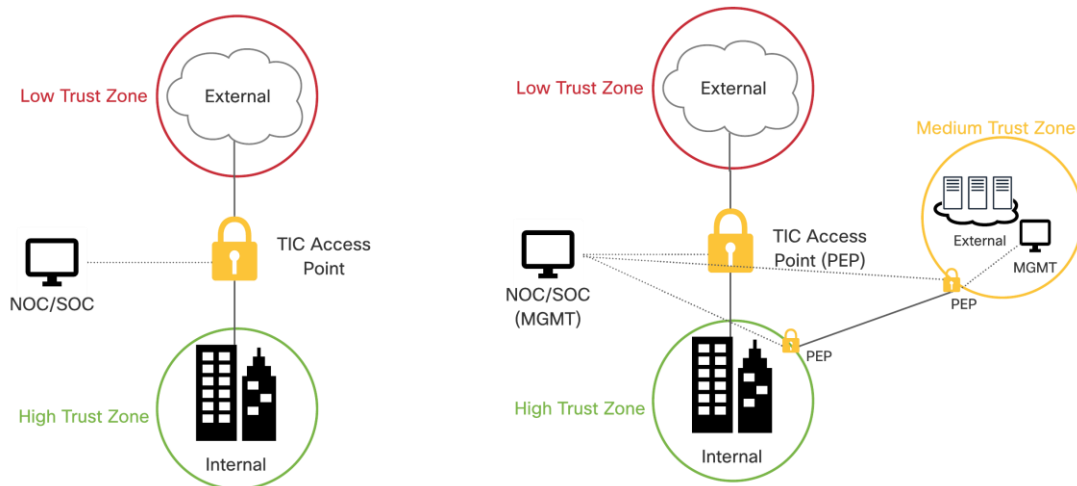 Low Trust Zone
External
TIC Access
Point
NOC/SOC
High Trust Zone
Internal
Low Trust Zone
External
Medium Trust Zone
External
MGMT
PEP
TIC Access
Point (PEP)
NOC/SOC
(MGMT)
PEP
High Trust Zone
Internal